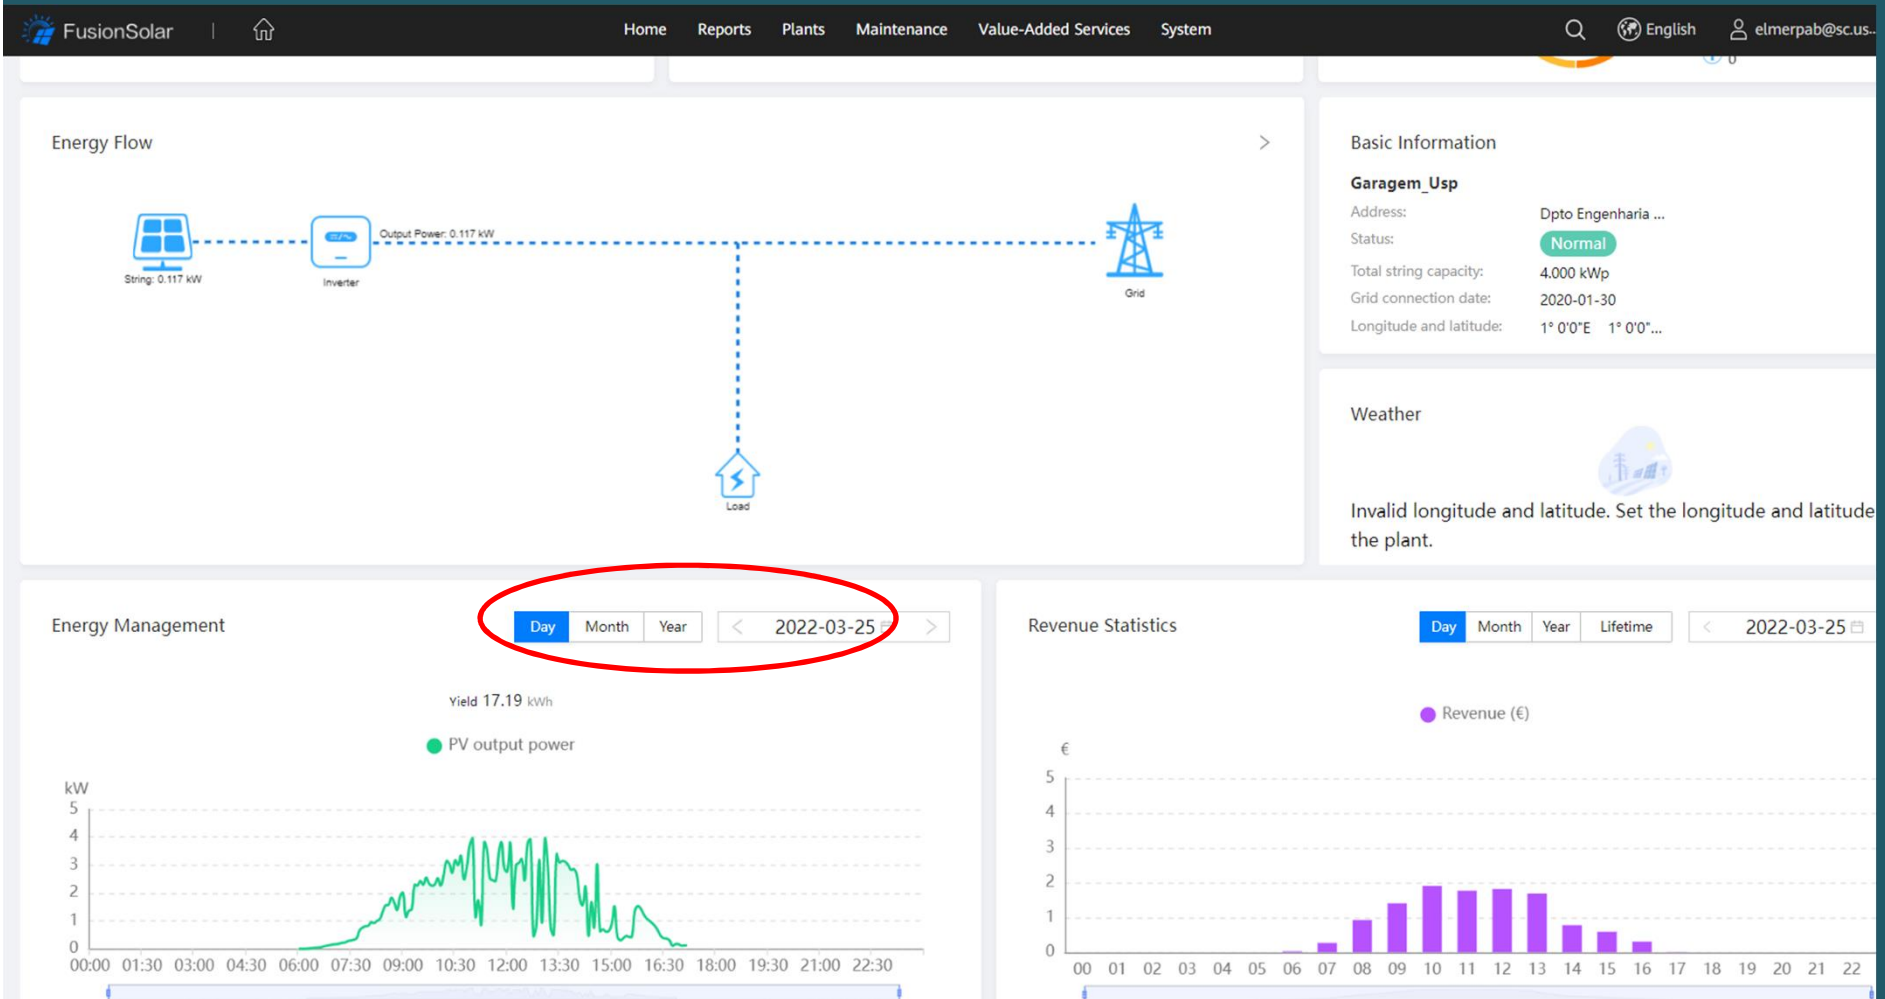 FusionSolar
Home Reports Plants Maintenance Value-Added Services System
English elmerpab@sc.us...
0
Energy Flow
String: 0.117 kW
Inverter
Output Power: 0.117 kW
Grid
Load
Basic Information
Garagem_Usp
Address: Dpto Engenharia ...
Status: Normal
Total string capacity: 4.000 kWp
Grid connection date: 2020-01-30
Longitude and latitude: 1° 0'0"E 1° 0'0"...
Weather
Invalid longitude and latitude. Set the longitude and latitude
the plant.
Energy Management
Day Month Year < 2022-03-25 >
Yield 17.19 kWh
PV output power
kW
5
4
3
2
1
0
00:00 01:30 03:00 04:30 06:00 07:30 09:00 10:30 12:00 13:30 15:00 16:30 18:00 19:30 21:00 22:30
Revenue Statistics
Day Month Year Lifetime < 2022-03-25
Revenue (€)
€
5
4
3
2
1
0
00 01 02 03 04 05 06 07 08 09 10 11 12 13 14 15 16 17 18 19 20 21 22